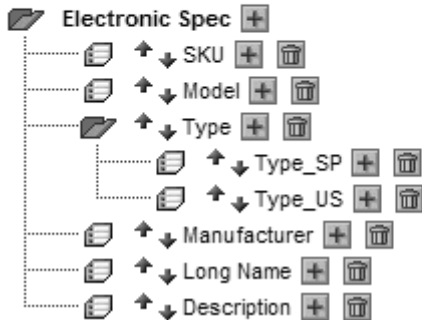 Electronic Spec
SKU
Model
Type
Type_SP
Type_US
Manufacturer
Long Name
Description